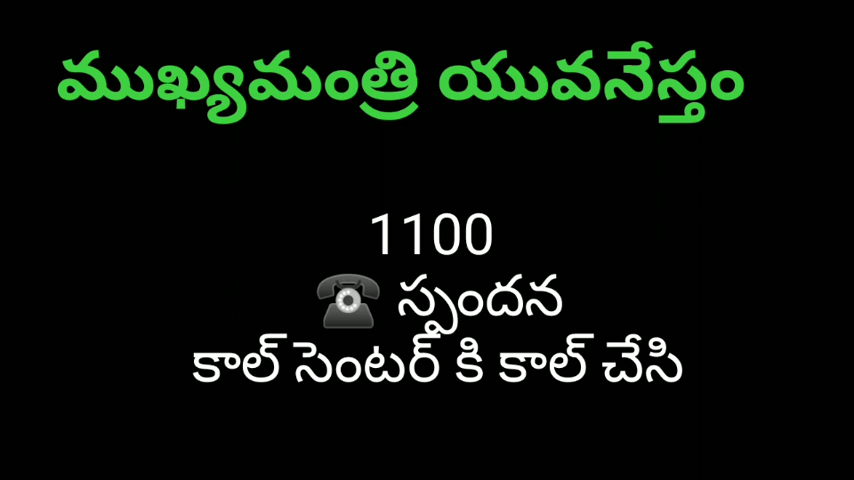 ముఖ్యమంత్రి యువనేస్తం
1100
☎ స్పందన
కాల్ సెంటర్ కి కాల్ చేసి